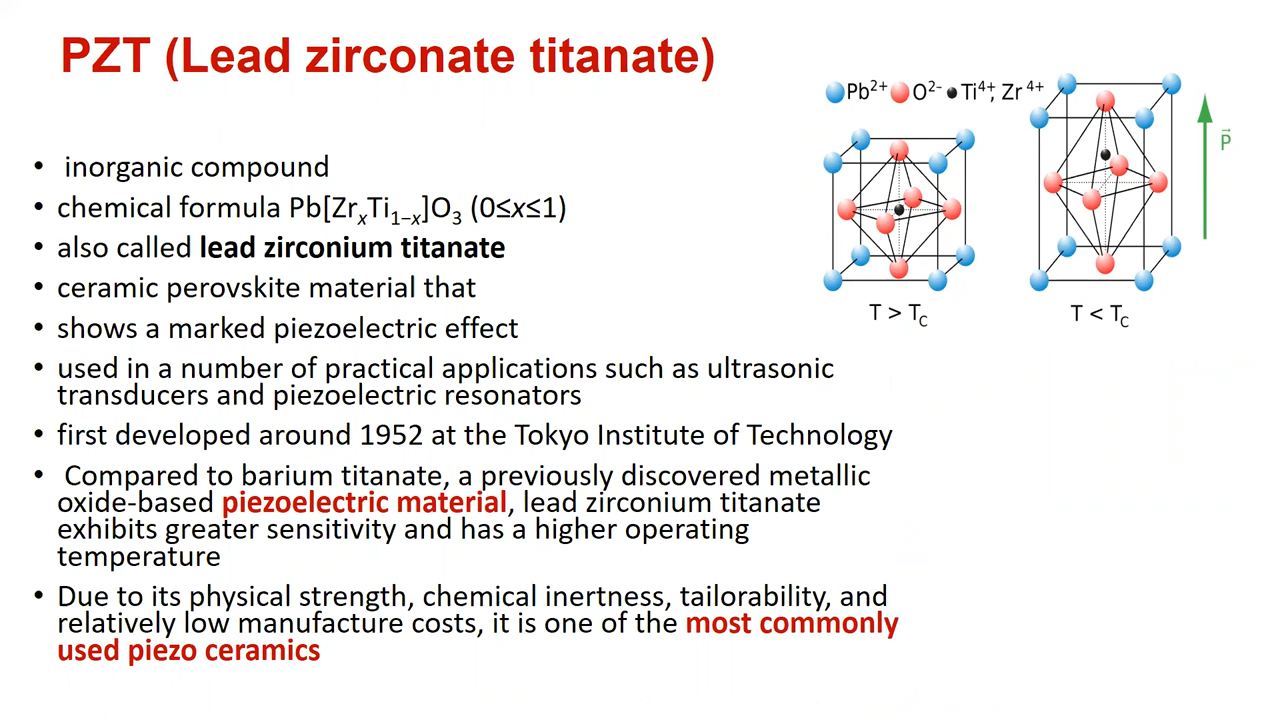 PZT (Lead zirconate titanate)
Pb2+ O2- Ti4+, Zr 4+
P
T > TC
T < TC
• inorganic compound
• chemical formula Pb[ZrxTi1−x]O3 (0≤x≤1)
• also called lead zirconium titanate
• ceramic perovskite material that
• shows a marked piezoelectric effect
• used in a number of practical applications such as ultrasonic
transducers and piezoelectric resonators
• first developed around 1952 at the Tokyo Institute of Technology
• Compared to barium titanate, a previously discovered metallic
oxide-based piezoelectric material, lead zirconium titanate
exhibits greater sensitivity and has a higher operating
temperature
• Due to its physical strength, chemical inertness, tailorability, and
relatively low manufacture costs, it is one of the most commonly
used piezo ceramics